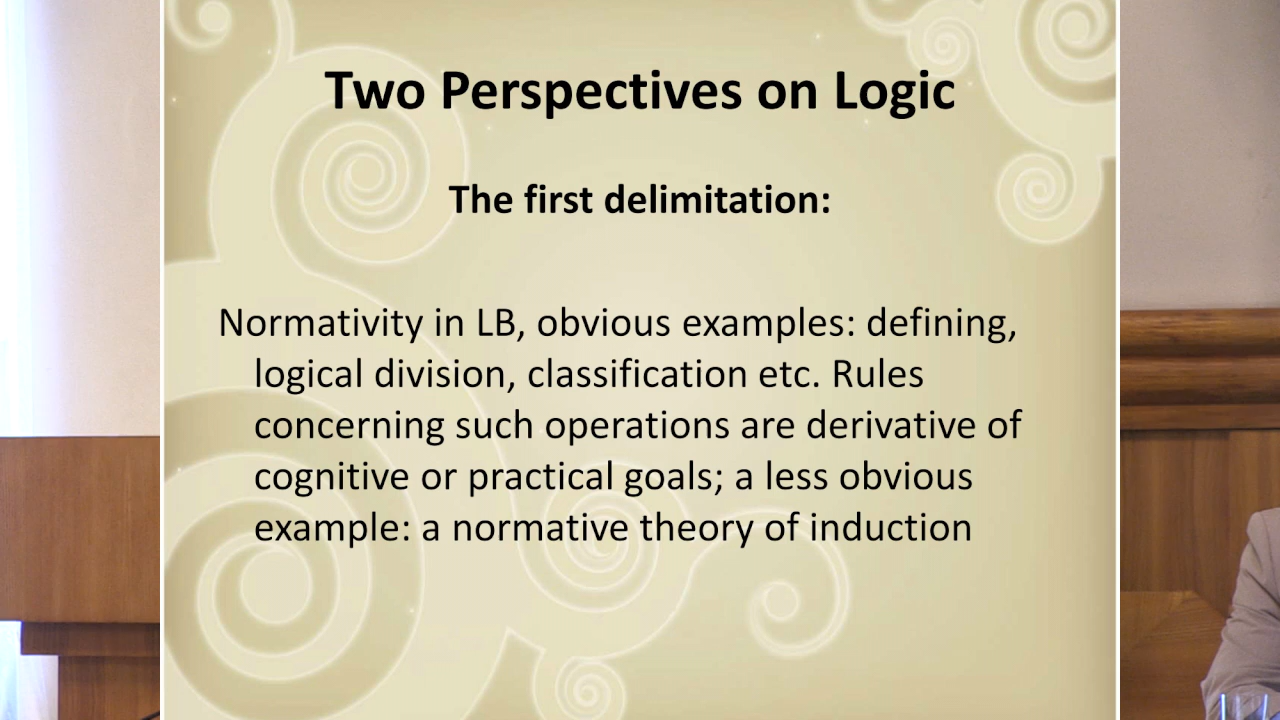 Two Perspectives on Logic
The first delimitation:
Normativity in LB, obvious examples: defining,
logical division, classification etc. Rules
concerning such operations are derivative of
cognitive or practical goals; a less obvious
example: a normative theory of induction